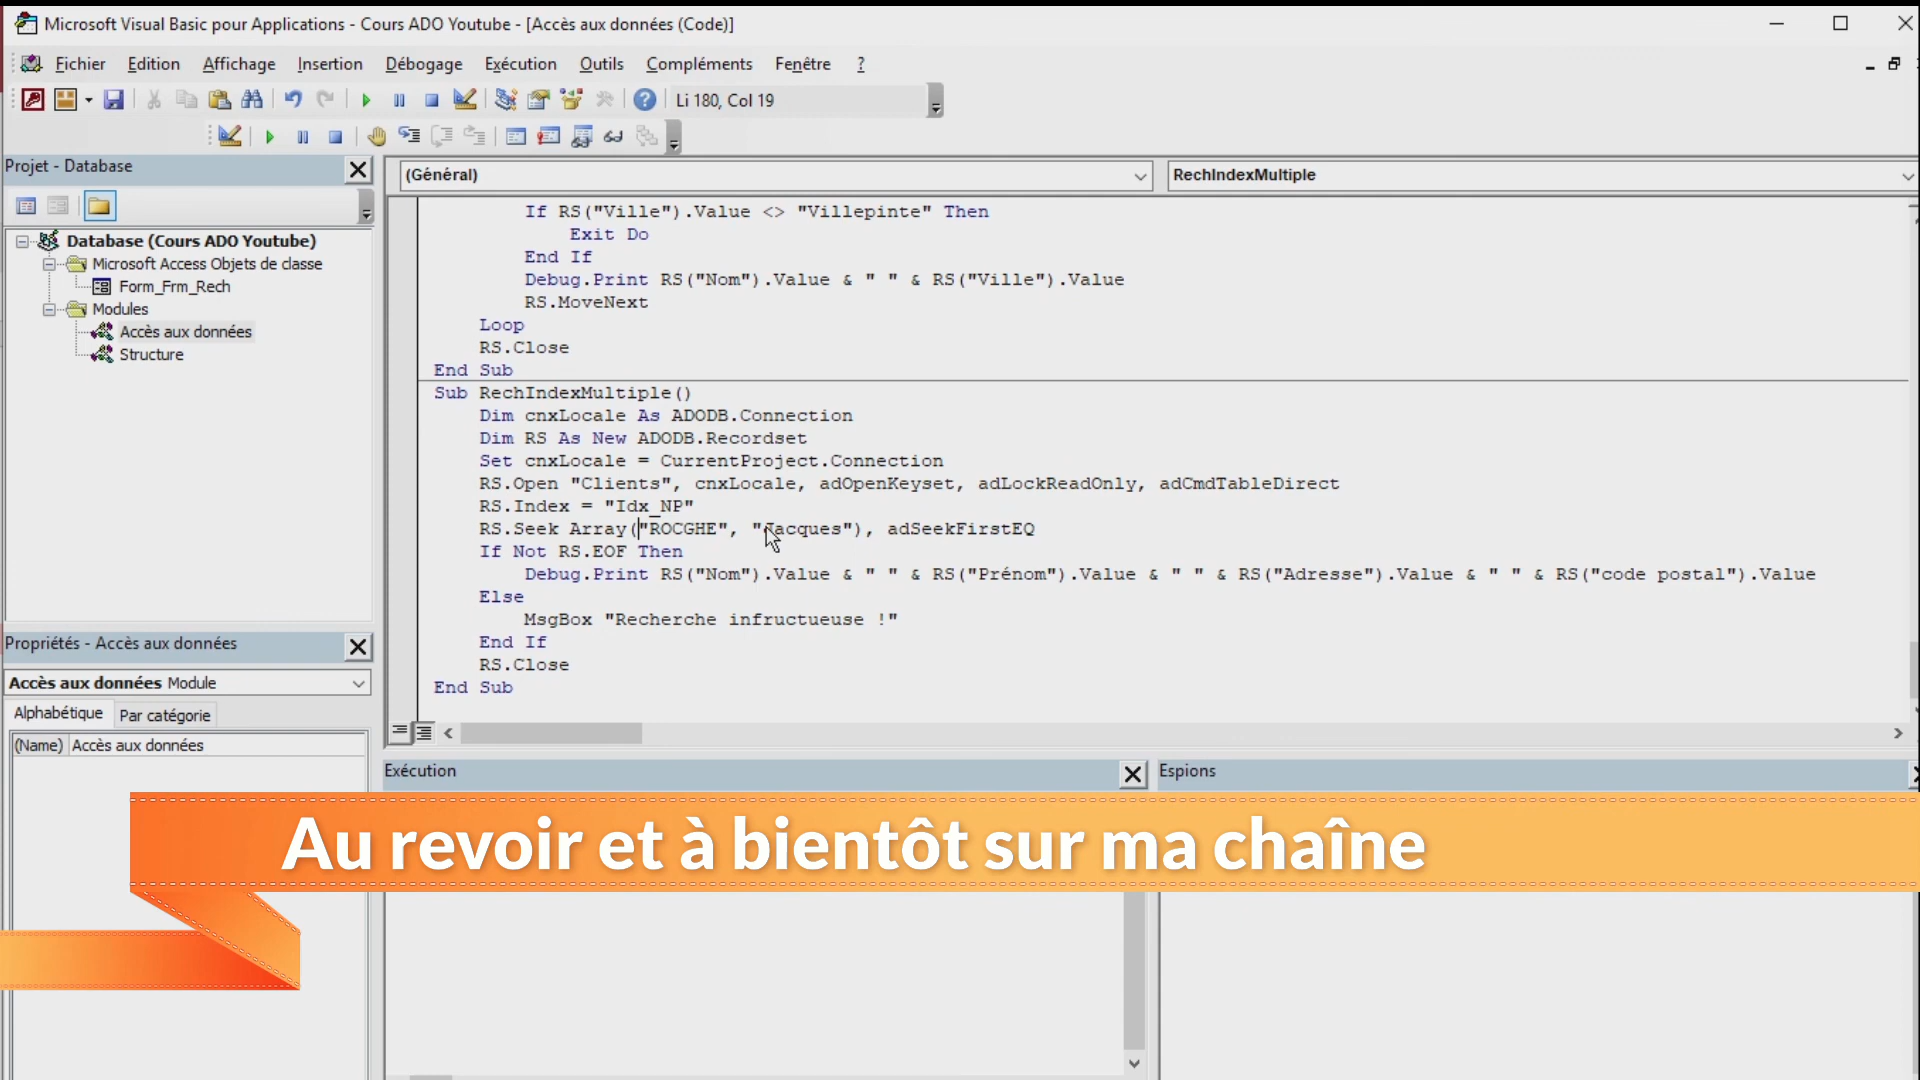 Microsoft Visual Basic pour Applications - Cours ADO Youtube - [Accès aux données (Code)]
Fichier Edition Affichage Insertion Débogage Exécution Outils Compléments Fenêtre ?
Li 180, Col 19
Projet - Database
(Général)
RechIndexMultiple
Database (Cours ADO Youtube)
Microsoft Access Objets de classe
Form_Frm_Rech
Modules
Accès aux données
Structure
If RS("Ville").Value <> "Villepinte" Then
Exit Do
End If
Debug.Print RS("Nom").Value & " " & RS("Ville").Value
RS.MoveNext
Loop
RS.Close
End Sub
Sub RechIndexMultiple()
Dim cnxLocale As ADODB.Connection
Dim RS As New ADODB.Recordset
Set cnxLocale = CurrentProject.Connection
RS.Open "Clients", cnxLocale, adOpenKeyset, adLockReadOnly, adCmdTableDirect
RS.Index = "Idx_NP"
RS.Seek Array("ROCGHE", "Jacques"), adSeekFirstEQ
If Not RS.EOF Then
Debug.Print RS("Nom").Value & " " & RS("Prénom").Value & " " & RS("Adresse").Value & " " & RS("code postal").Value
Else
MsgBox "Recherche infructueuse !"
End If
RS.Close
End Sub
Propriétés - Accès aux données
Accès aux données Module
Alphabétique Par catégorie
(Name) Accès aux données
Exécution
Espions
Au revoir et à bientôt sur ma chaîne